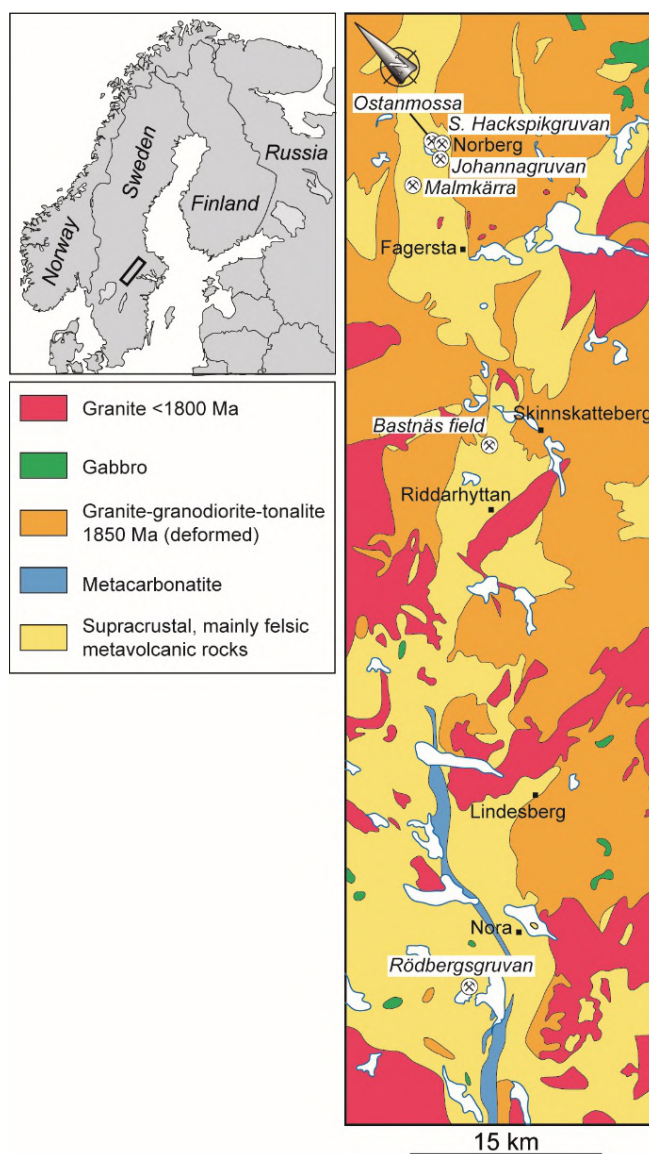 Norway
Sweden
Finland
Russia
Granite <1800 Ma
Gabbro
Granite-granodiorite-tonalite
1850 Ma (deformed)
Metacarbonatite
Supracrustal, mainly felsic
metavolcanic rocks
N
Ostanmossa
S. Hackspikgruvan
Norberg
Johannagruvan
Malmkärra
Fagersta
Skinnskatteberg
Bastnäs field
Riddarhyttan
Lindesberg
Nora
Rödbergsgruvan
15 km